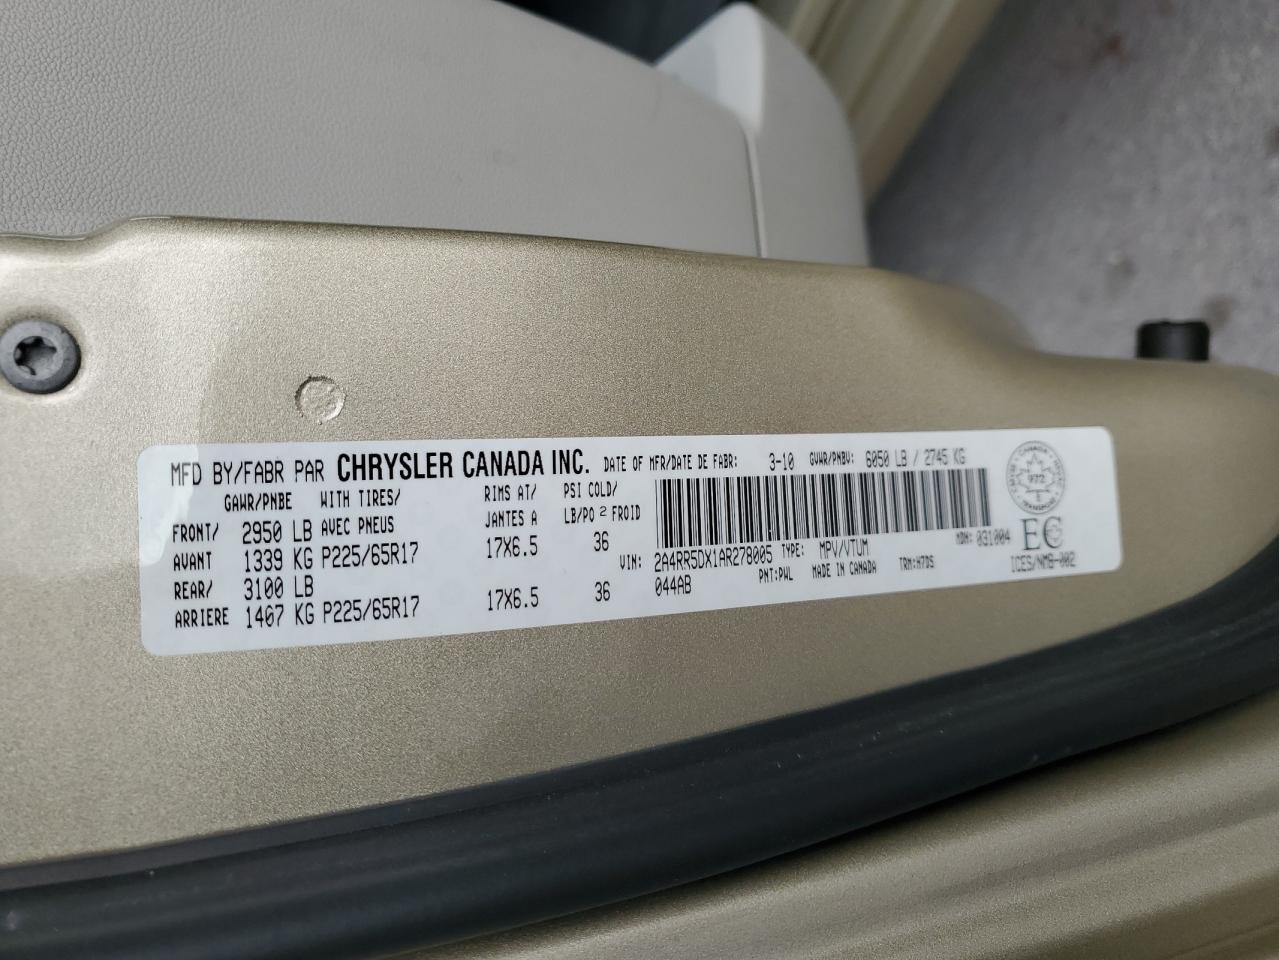 MFD BY/FABR PAR CHRYSLER CANADA INC. DATE OF MFR/DATE DE FABR: 3-10 GVWR/PNBV: 6050 LB / 2745 KG
GAWR/PNBE WITH TIRES/ RIMS AT/ PSI COLD/
FRONT/ 2950 LB AVEC PNEUS JANTES A LB/PO 2 FROID
AVANT 1339 KG P225/65R17 17X6.5 36
REAR/ 3100 LB
ARRIERE 1407 KG P225/65R17 17X6.5 36
VIN: 2A4RR5DX1AR278005 TYPE: MPV/VTUM MDH: 031004
044AB PNT:PWL MADE IN CANADA TRM:H7DS
CANADA
972
TRANSPORT
EC
ICES/NMB-002